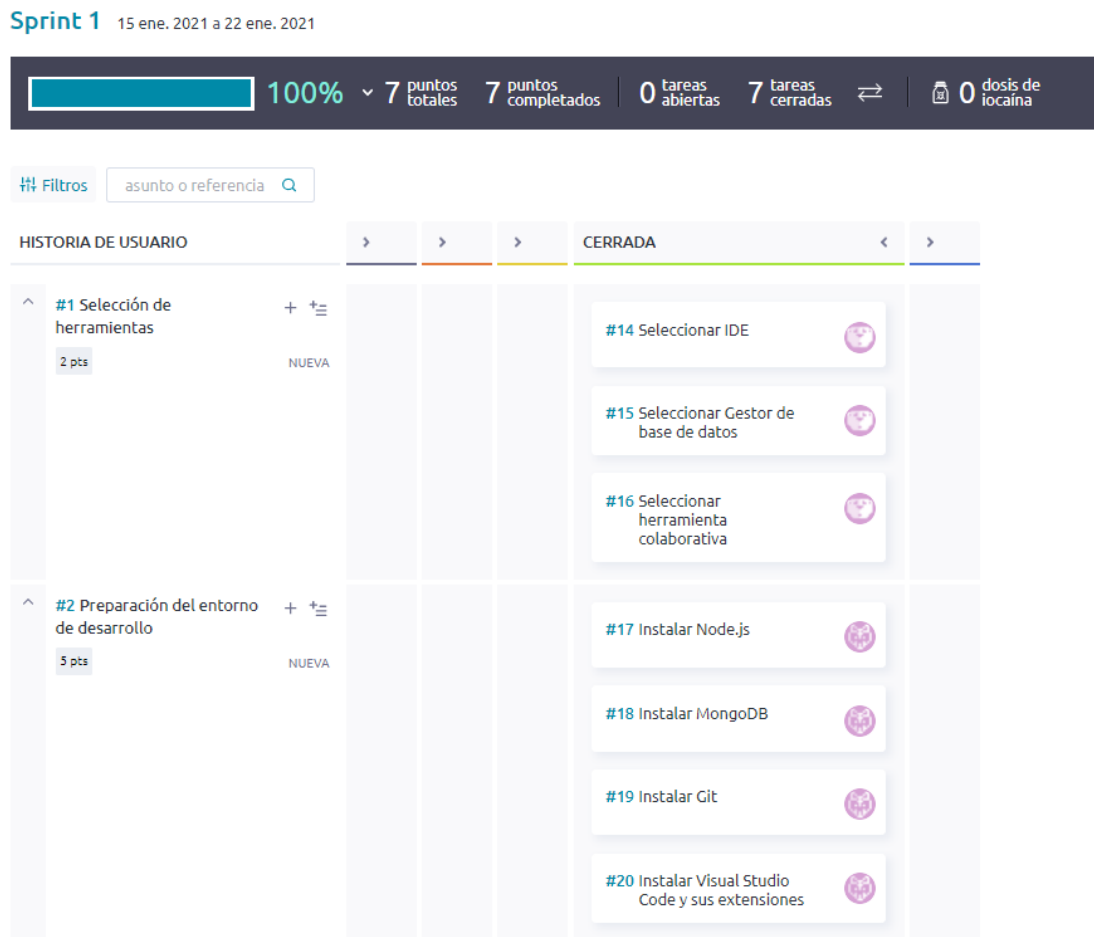 Sprint 1 15 ene. 2021 a 22 ene. 2021
100% 7 puntos totales 7 puntos completados 0 tareas abiertas 7 tareas cerradas 0 dosis de iocaína
Filtros asunto o referencia
HISTORIA DE USUARIO CERRADA
#1 Selección de
herramientas
2 pts NUEVA
#14 Seleccionar IDE
#15 Seleccionar Gestor de
base de datos
#16 Seleccionar
herramienta
colaborativa
#2 Preparación del entorno
de desarrollo
5 pts NUEVA
#17 Instalar Node.js
#18 Instalar MongoDB
#19 Instalar Git
#20 Instalar Visual Studio
Code y sus extensiones